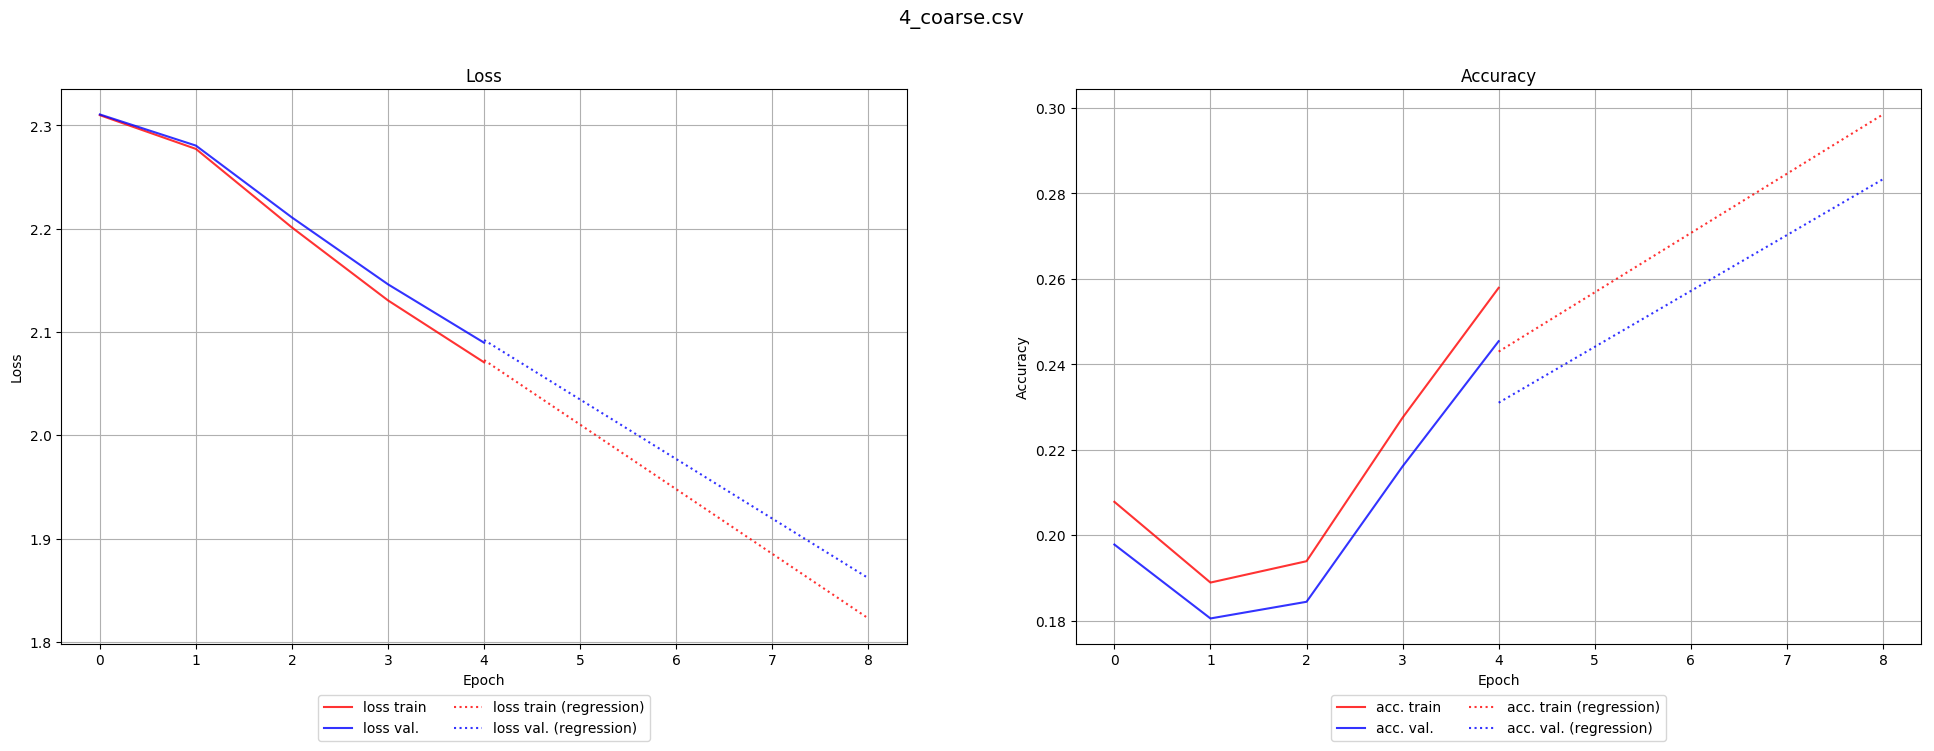 4_coarse.csv
Loss
2.3
2.2
2.1
2.0
1.9
1.8
Loss
0 1 2 3 4 5 6 7 8
Epoch
loss train
loss val.
loss train (regression)
loss val. (regression)
Accuracy
0.30
0.28
0.26
0.24
0.22
0.20
0.18
Accuracy
0 1 2 3 4 5 6 7 8
Epoch
acc. train
acc. val.
acc. train (regression)
acc. val. (regression)